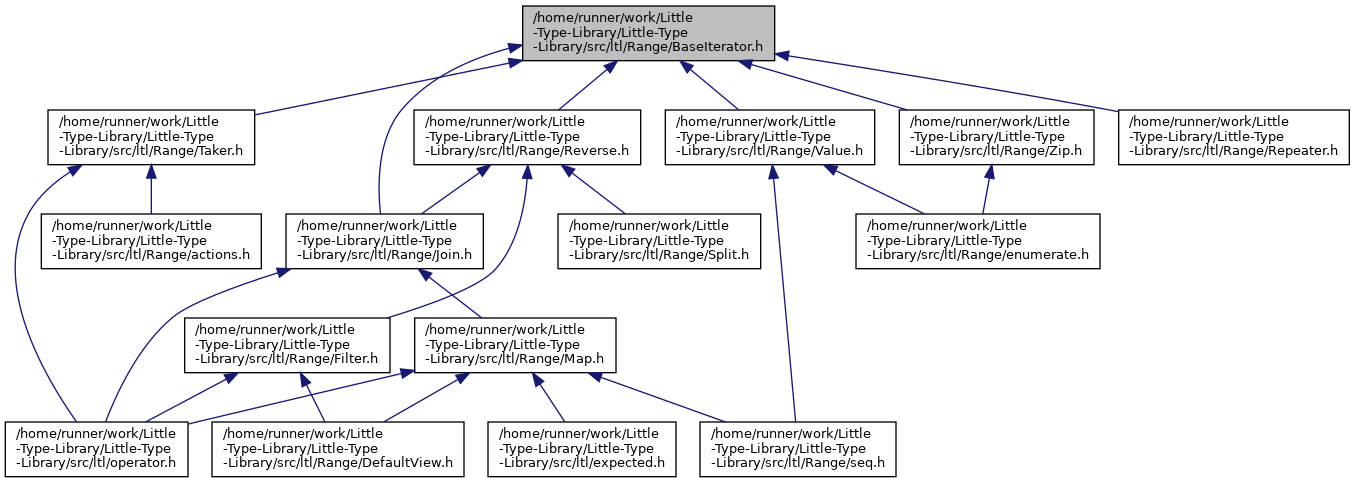 /home/runner/work/Little
-Type-Library/Little-Type
-Library/src/ltl/Range/BaseIterator.h
/home/runner/work/Little
-Type-Library/Little-Type
-Library/src/ltl/Range/Taker.h
/home/runner/work/Little
-Type-Library/Little-Type
-Library/src/ltl/Range/Reverse.h
/home/runner/work/Little
-Type-Library/Little-Type
-Library/src/ltl/Range/Value.h
/home/runner/work/Little
-Type-Library/Little-Type
-Library/src/ltl/Range/Zip.h
/home/runner/work/Little
-Type-Library/Little-Type
-Library/src/ltl/Range/Repeater.h
/home/runner/work/Little
-Type-Library/Little-Type
-Library/src/ltl/Range/actions.h
/home/runner/work/Little
-Type-Library/Little-Type
-Library/src/ltl/Range/Join.h
/home/runner/work/Little
-Type-Library/Little-Type
-Library/src/ltl/Range/Split.h
/home/runner/work/Little
-Type-Library/Little-Type
-Library/src/ltl/Range/enumerate.h
/home/runner/work/Little
-Type-Library/Little-Type
-Library/src/ltl/Range/Filter.h
/home/runner/work/Little
-Type-Library/Little-Type
-Library/src/ltl/Range/Map.h
/home/runner/work/Little
-Type-Library/Little-Type
-Library/src/ltl/operator.h
/home/runner/work/Little
-Type-Library/Little-Type
-Library/src/ltl/Range/DefaultView.h
/home/runner/work/Little
-Type-Library/Little-Type
-Library/src/ltl/expected.h
/home/runner/work/Little
-Type-Library/Little-Type
-Library/src/ltl/Range/seq.h